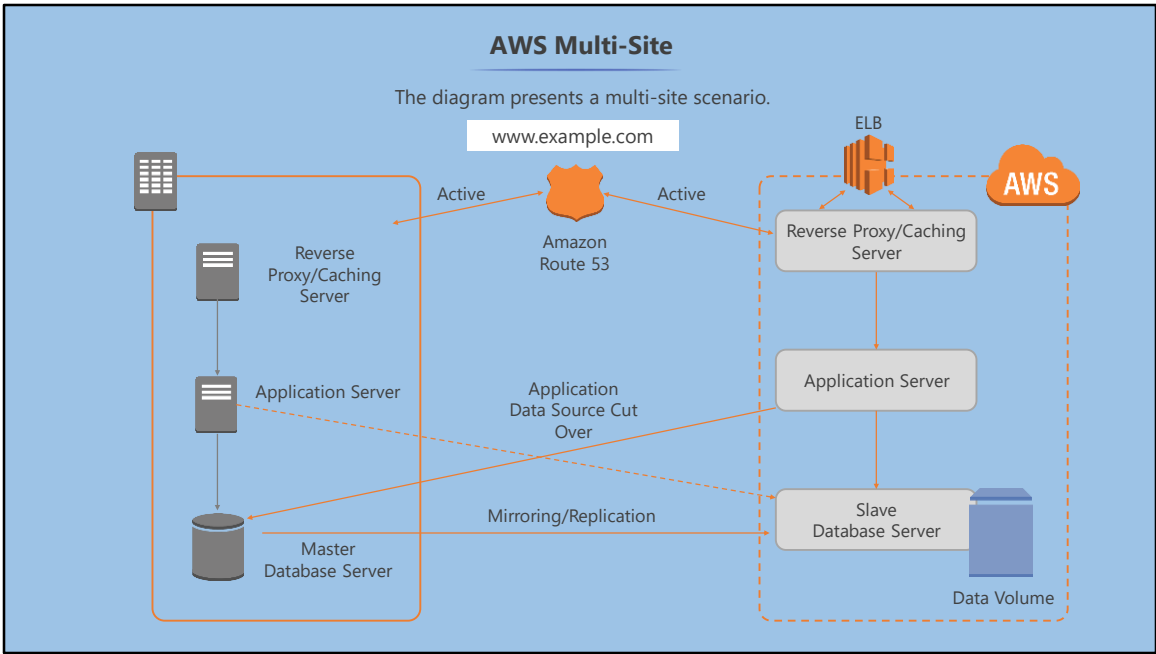 AWS Multi-Site
The diagram presents a multi-site scenario.
www.example.com
ELB
AWS
Active
Active
Amazon
Route 53
Reverse
Proxy/Caching
Server
Reverse Proxy/Caching
Server
Application Server
Application
Data Source Cut
Over
Application Server
Mirroring/Replication
Slave
Database Server
Master
Database Server
Data Volume